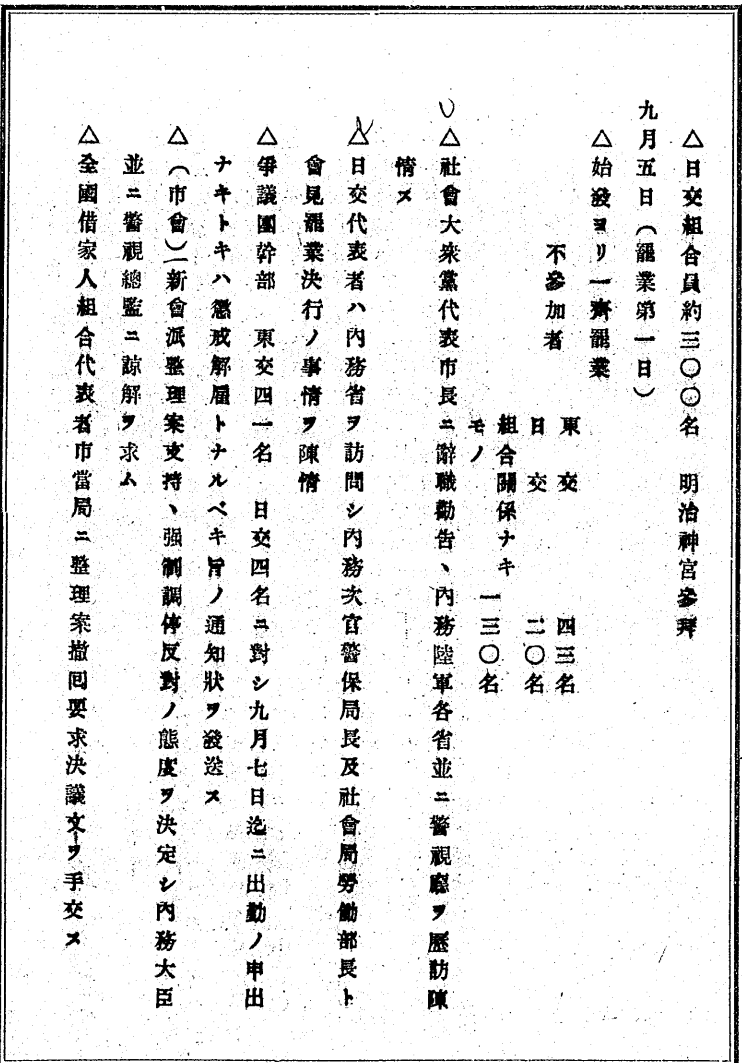 △日交組合員約三〇〇名　明治神宮參拜
九月五日（罷業第一日）
△始發ヨリ一齊罷業
不參加者
東交　四三名
日交　二〇名
組合關係ナキモノ　一三〇名
△社會大衆黨代表市長ニ辭職勸告、內務陸軍各省並ニ警視廳ヲ歷訪陳
情ス
△日交代表者ハ內務省ヲ訪問シ內務次官警保局長及社會局勞働部長ト
會見罷業決行ノ事情ヲ陳情
△爭議團幹部　東交四一名　日交四名ニ對シ九月七日迄ニ出勤ノ申出
ナキトキハ懲戒解雇トナルベキ旨ノ通知狀ヲ發送ス
△（市會）一新會派整理案支持、强制調停反對ノ態度ヲ決定シ內務大臣
並ニ警視總監ニ諒解ヲ求ム
△全國借家人組合代表者市當局ニ整理案撤回要求決議文ヲ手交ス